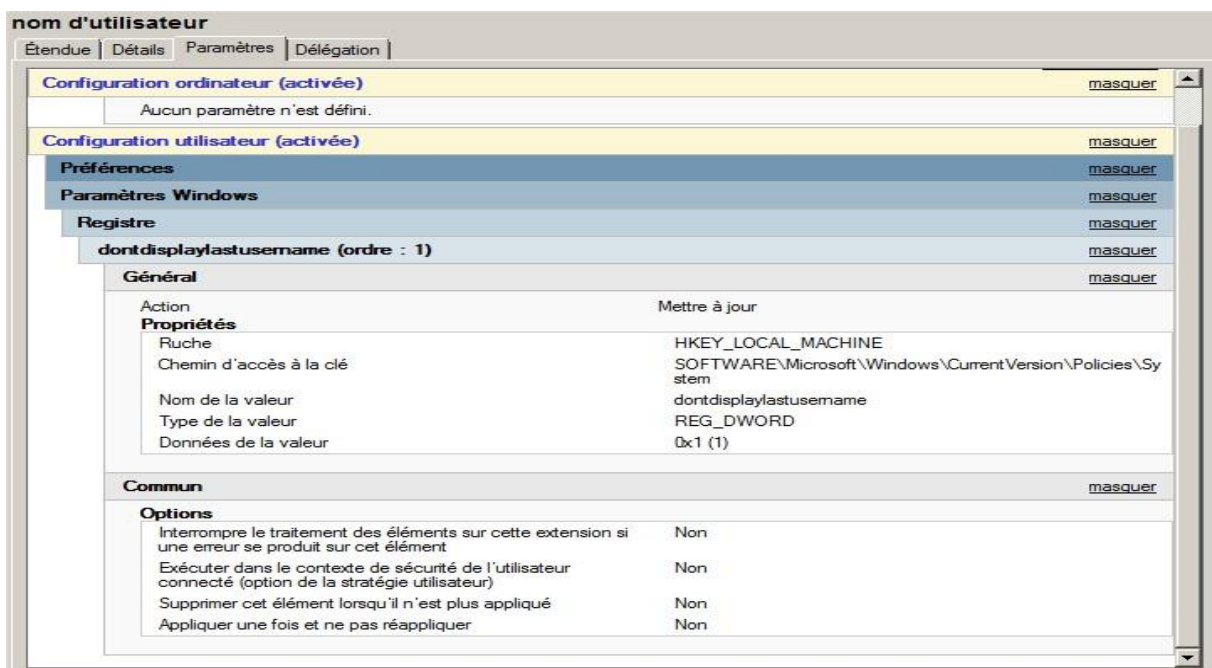 nom d'utilisateur
Étendue Détails Paramètres Délégation
Configuration ordinateur (activée) masquer
Aucun paramètre n'est défini.
Configuration utilisateur (activée) masquer
Préférences masquer
Paramètres Windows masquer
Registre masquer
dontdisplaylastusername (ordre : 1) masquer
Général masquer
Action Mettre à jour
Propriétés
Ruche HKEY_LOCAL_MACHINE
Chemin d'accès à la clé SOFTWARE\Microsoft\Windows\CurrentVersion\Policies\Sy
stem
Nom de la valeur dontdisplaylastusername
Type de la valeur REG_DWORD
Données de la valeur 0x1 (1)
Commun masquer
Options
Interrompre le traitement des éléments sur cette extension si Non
une erreur se produit sur cet élément
Exécuter dans le contexte de sécurité de l'utilisateur Non
connecté (option de la stratégie utilisateur)
Supprimer cet élément lorsqu'il n'est plus appliqué Non
Appliquer une fois et ne pas réappliquer Non